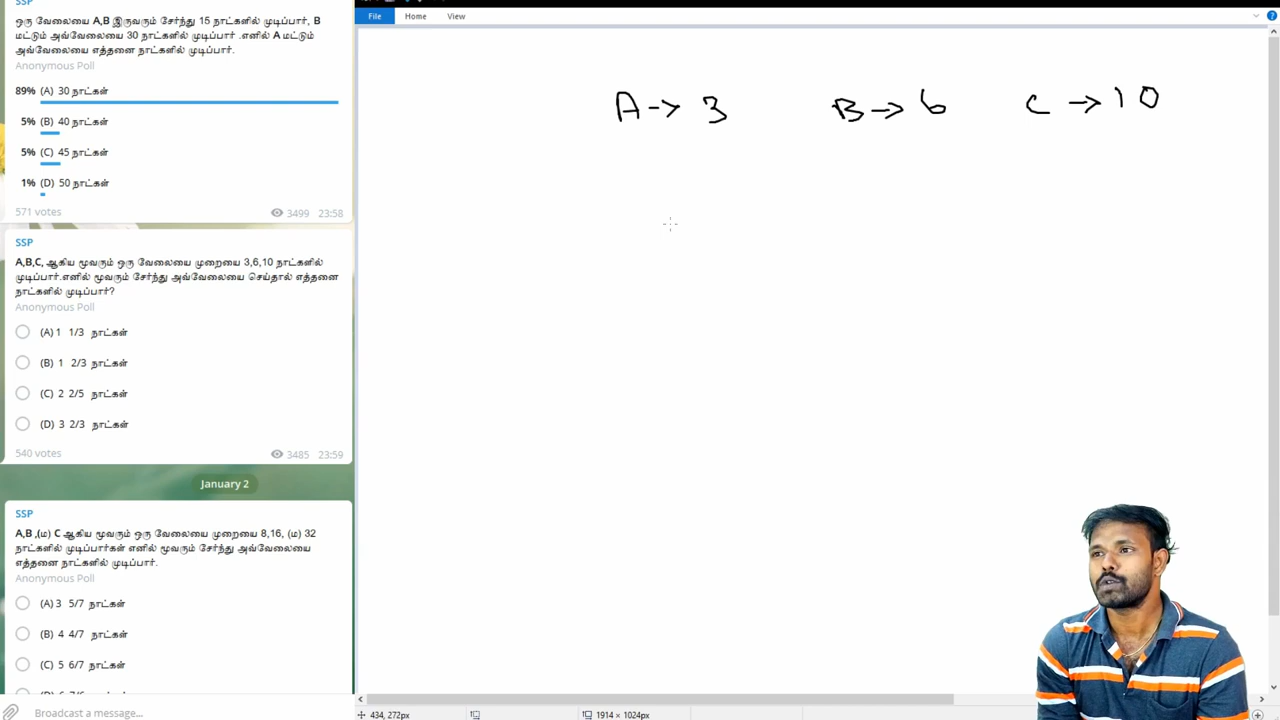 SSP
ஒரு வேலையை A,B இருவரும் சேர்ந்து 15 நாட்களில் முடிப்பார், B
மட்டும் அவ்வேலையை 30 நாட்களில் முடிப்பார் .எனில் A மட்டும்
அவ்வேலையை எத்தனை நாட்களில் முடிப்பார்.
Anonymous Poll
89% (A) 30 நாட்கள்
5% (B) 40 நாட்கள்
5% (C) 45 நாட்கள்
1% (D) 50 நாட்கள்
571 votes 3499 23:58
SSP
A,B,C, ஆகிய மூவரும் ஒரு வேலையை முறையை 3,6,10 நாட்களில்
முடிப்பார்.எனில் மூவரும் சேர்ந்து அவ்வேலையை செய்தால் எத்தனை
நாட்களில் முடிப்பார்?
Anonymous Poll
(A) 1 1/3 நாட்கள்
(B) 1 2/3 நாட்கள்
(C) 2 2/5 நாட்கள்
(D) 3 2/3 நாட்கள்
540 votes 3485 23:59
January 2
SSP
A,B ,(ம) C ஆகிய மூவரும் ஒரு வேலையை முறையை 8,16, (ம) 32
நாட்களில் முடிப்பார்கள் எனில் மூவரும் சேர்ந்து அவ்வேலையை
எத்தனை நாட்களில் முடிப்பார்.
Anonymous Poll
(A) 3 5/7 நாட்கள்
(B) 4 4/7 நாட்கள்
(C) 5 6/7 நாட்கள்
Broadcast a message...
File Home View
A → 3 B → 6 C → 10
434, 272px 1914 × 1024px